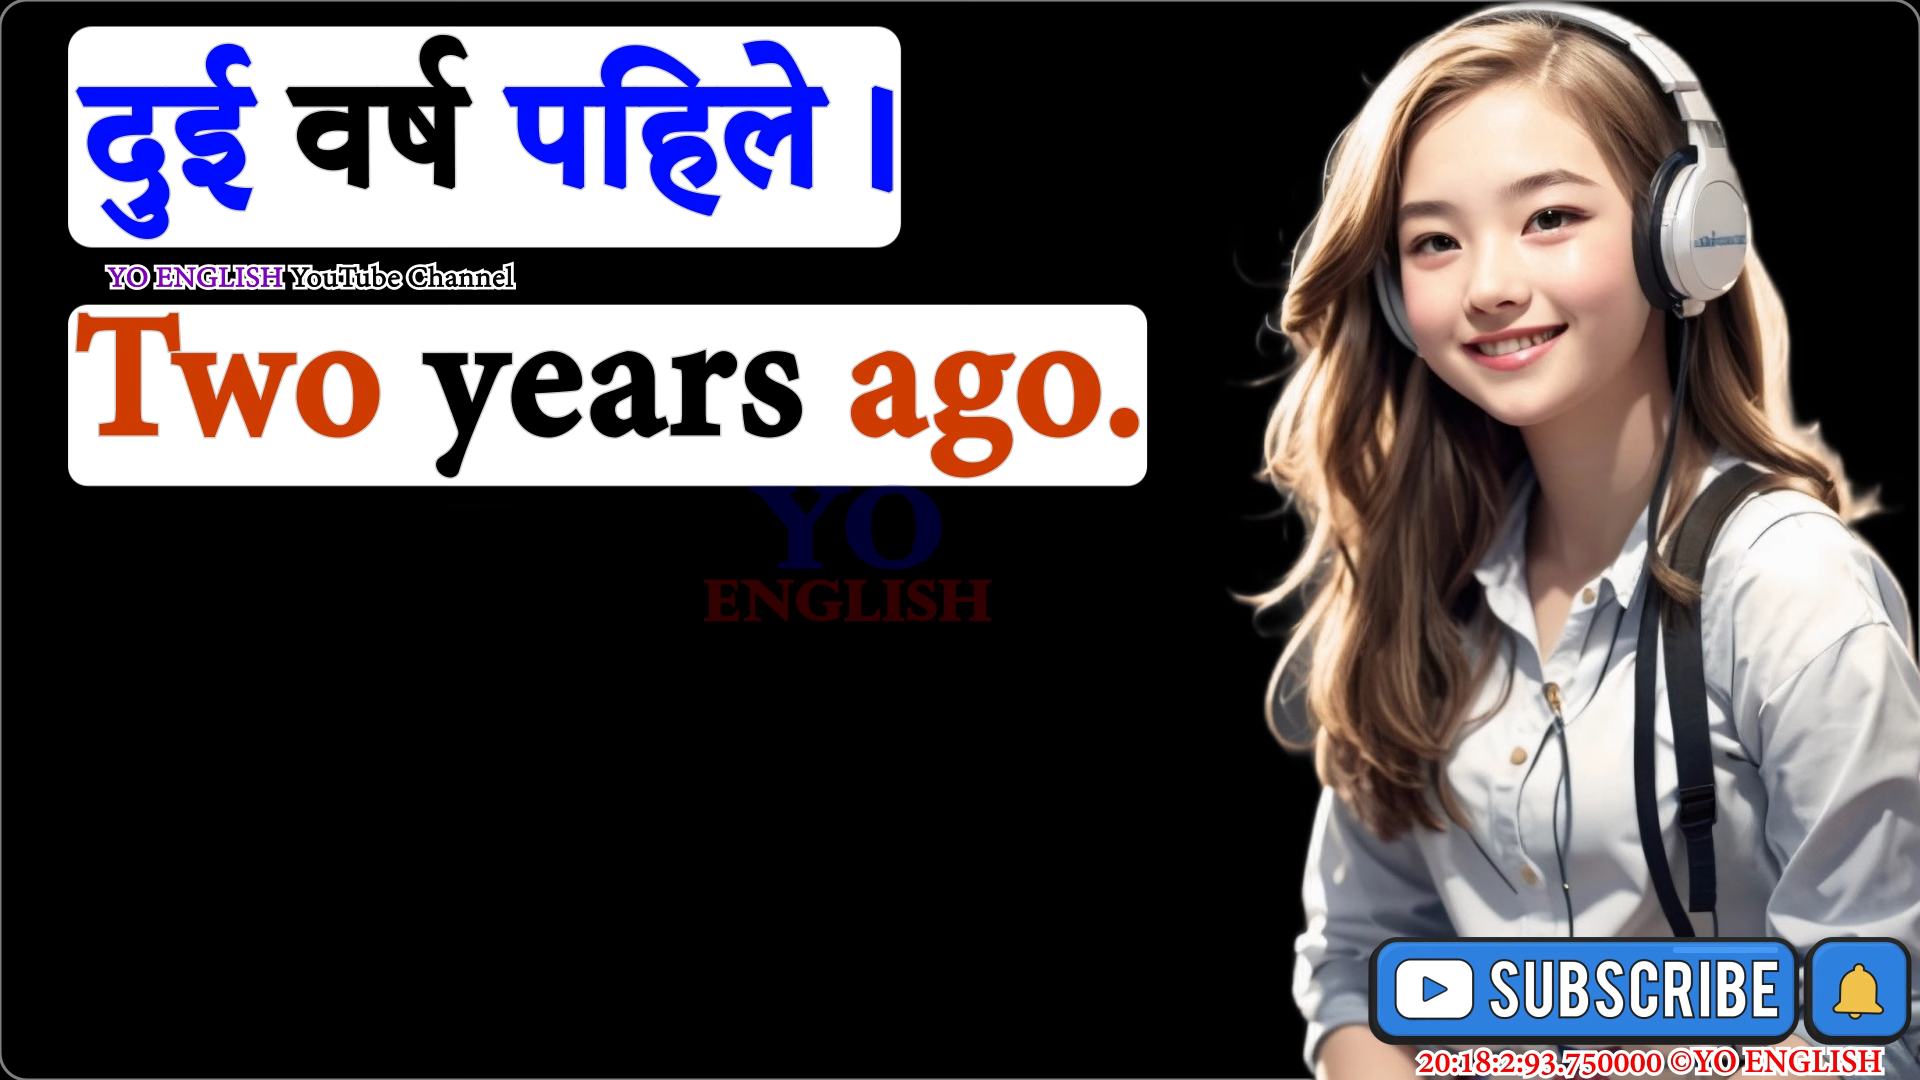 दुई वर्ष पहिले ।
YO ENGLISH YouTube Channel
Two years ago.
YO
ENGLISH
SUBSCRIBE
20:18:2:93.750000 ©YO ENGLISH